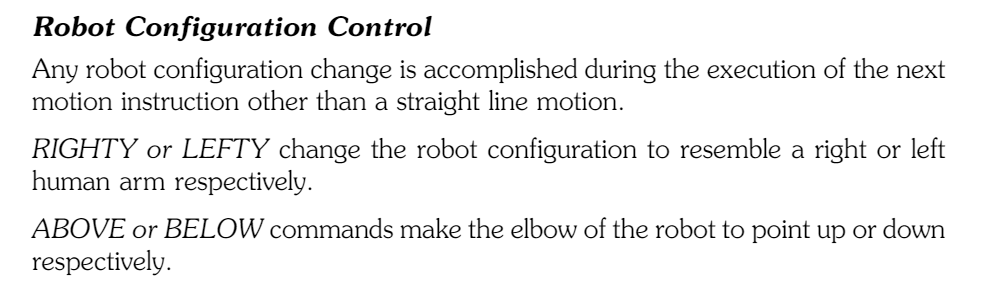 Robot Configuration Control
Any robot configuration change is accomplished during the execution of the next
motion instruction other than a straight line motion.
RIGHTY or LEFTY change the robot configuration to resemble a right or left
human arm respectively.
ABOVE or BELOW commands make the elbow of the robot to point up or down
respectively.